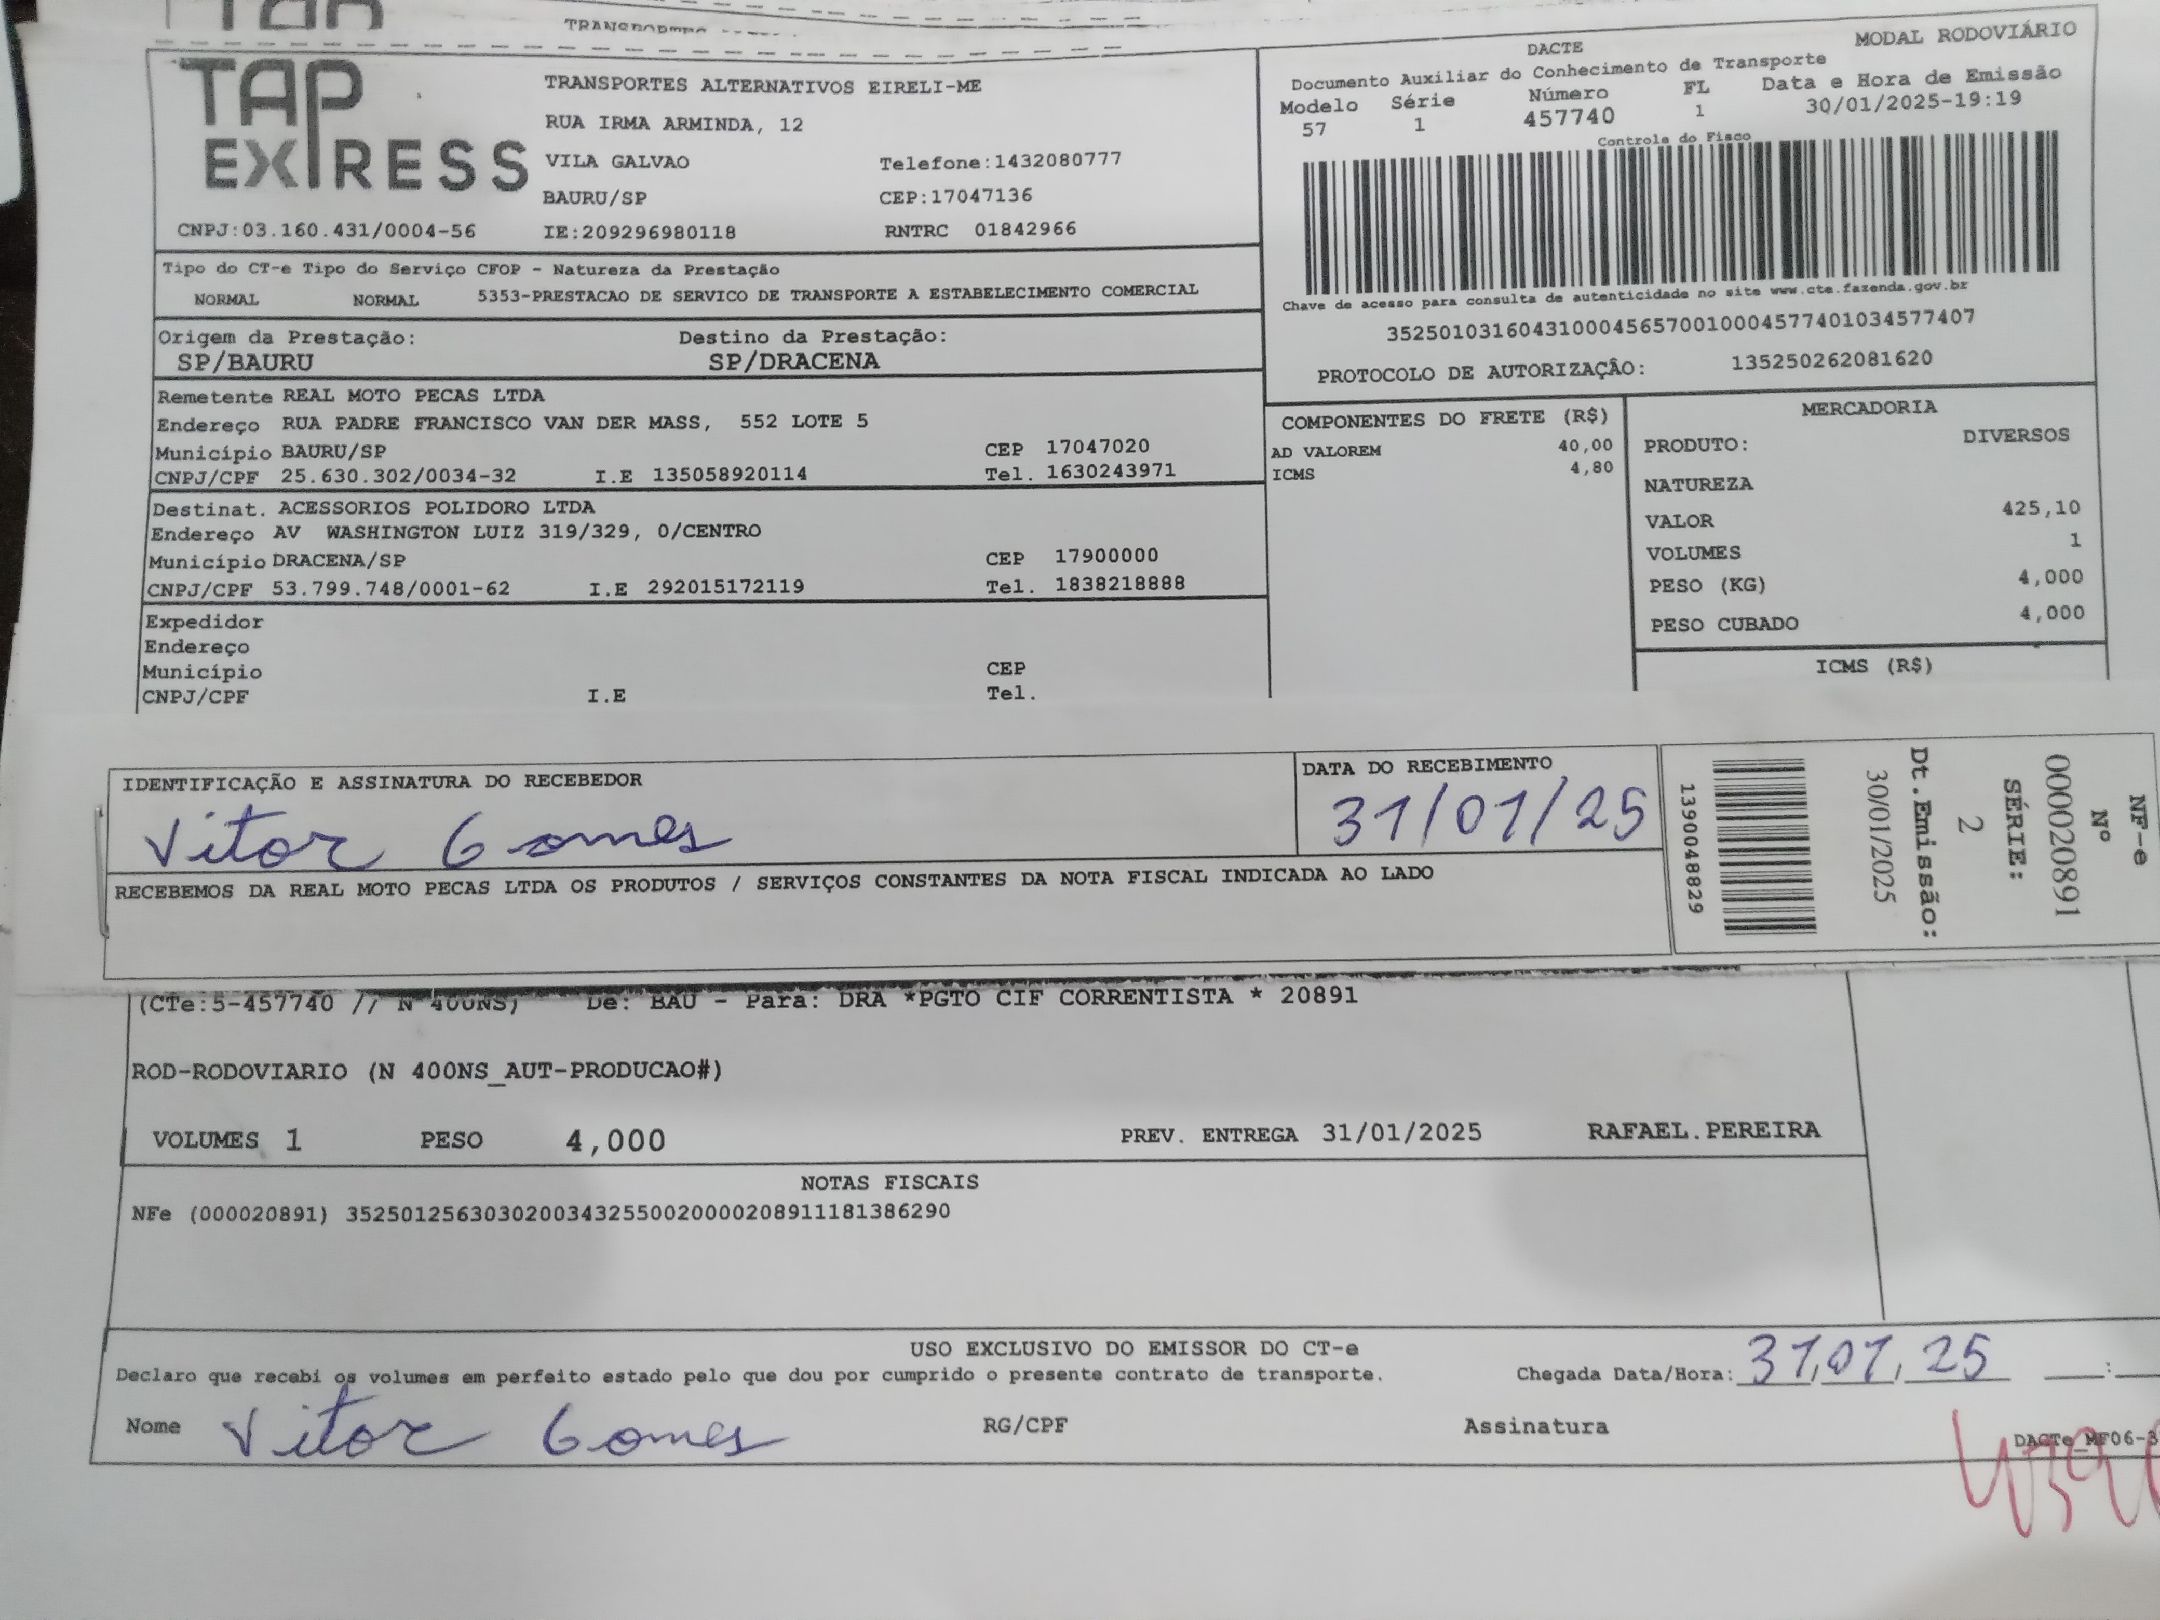 TAP
TRANSPORTES
TAP
EXPRESS
TRANSPORTES ALTERNATIVOS EIRELI-ME
RUA IRMA ARMINDA, 12
VILA GALVAO Telefone:1432080777
BAURU/SP CEP:17047136
CNPJ:03.160.431/0004-56 IE:209296980118 RNTRC 01842966
MODAL RODOVIÁRIO
DACTE
Documento Auxiliar do Conhecimento de Transporte
Modelo Série Número FL Data e Hora de Emissão
57 1 457740 1 30/01/2025-19:19
Controle do Fisco
Chave de acesso para consulta de autenticidade no site www.cte.fazenda.gov.br
35250103160431000456570010004577401034577407
PROTOCOLO DE AUTORIZAÇÂO: 135250262081620
Tipo do CT-e Tipo do Serviço CFOP - Natureza da Prestação
NORMAL NORMAL 5353-PRESTACAO DE SERVICO DE TRANSPORTE A ESTABELECIMENTO COMERCIAL
Origem da Prestação: Destino da Prestação:
SP/BAURU SP/DRACENA
Remetente REAL MOTO PECAS LTDA
Endereço RUA PADRE FRANCISCO VAN DER MASS, 552 LOTE 5
Município BAURU/SP CEP 17047020
CNPJ/CPF 25.630.302/0034-32 I.E 135058920114 Tel. 1630243971
Destinat. ACESSORIOS POLIDORO LTDA
Endereço AV WASHINGTON LUIZ 319/329, 0/CENTRO
Município DRACENA/SP CEP 17900000
CNPJ/CPF 53.799.748/0001-62 I.E 292015172119 Tel. 1838218888
Expedidor
Endereço
Município CEP
CNPJ/CPF I.E Tel.
COMPONENTES DO FRETE (R$)
AD VALOREM 40,00
ICMS 4,80
MERCADORIA
PRODUTO: DIVERSOS
NATUREZA
VALOR 425,10
VOLUMES 1
PESO (KG) 4,000
PESO CUBADO 4,000
ICMS (R$)
IDENTIFICAÇÃO E ASSINATURA DO RECEBEDOR
Vitor Gomes
DATA DO RECEBIMENTO
31/01/25
RECEBEMOS DA REAL MOTO PECAS LTDA OS PRODUTOS / SERVIÇOS CONSTANTES DA NOTA FISCAL INDICADA AO LADO
NF-e
Nº
000020891
SÉRIE:
2
Dt.Emissão:
30/01/2025
1390048829
(CTe:5-457740 // N 400NS) De: BAU - Para: DRA *PGTO CIF CORRENTISTA * 20891
ROD-RODOVIARIO (N 400NS_AUT-PRODUCAO#)
VOLUMES 1 PESO 4,000 PREV. ENTREGA 31/01/2025 RAFAEL.PEREIRA
NOTAS FISCAIS
NFe (000020891) 35250125630302003432550020000208911181386290
USO EXCLUSIVO DO EMISSOR DO CT-e
Declaro que recebi os volumes em perfeito estado pelo que dou por cumprido o presente contrato de transporte. Chegada Data/Hora: 31/01/25 :
Nome Vitor Gomes RG/CPF Assinatura
DACTe_MF06-3